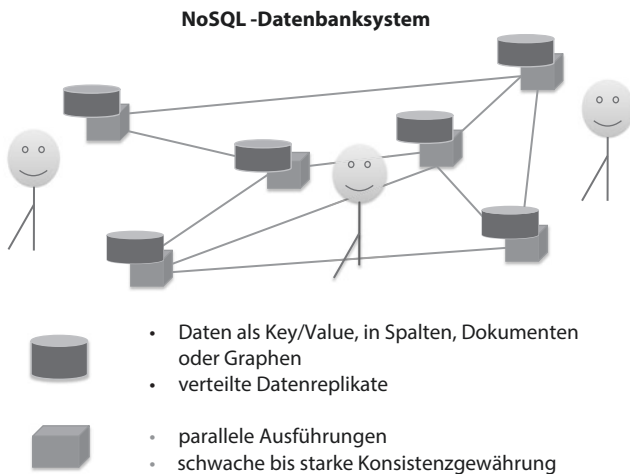 NoSQL -Datenbanksystem
• Daten als Key/Value, in Spalten, Dokumenten
oder Graphen
• verteilte Datenreplikate
• parallele Ausführungen
• schwache bis starke Konsistenzgewährung